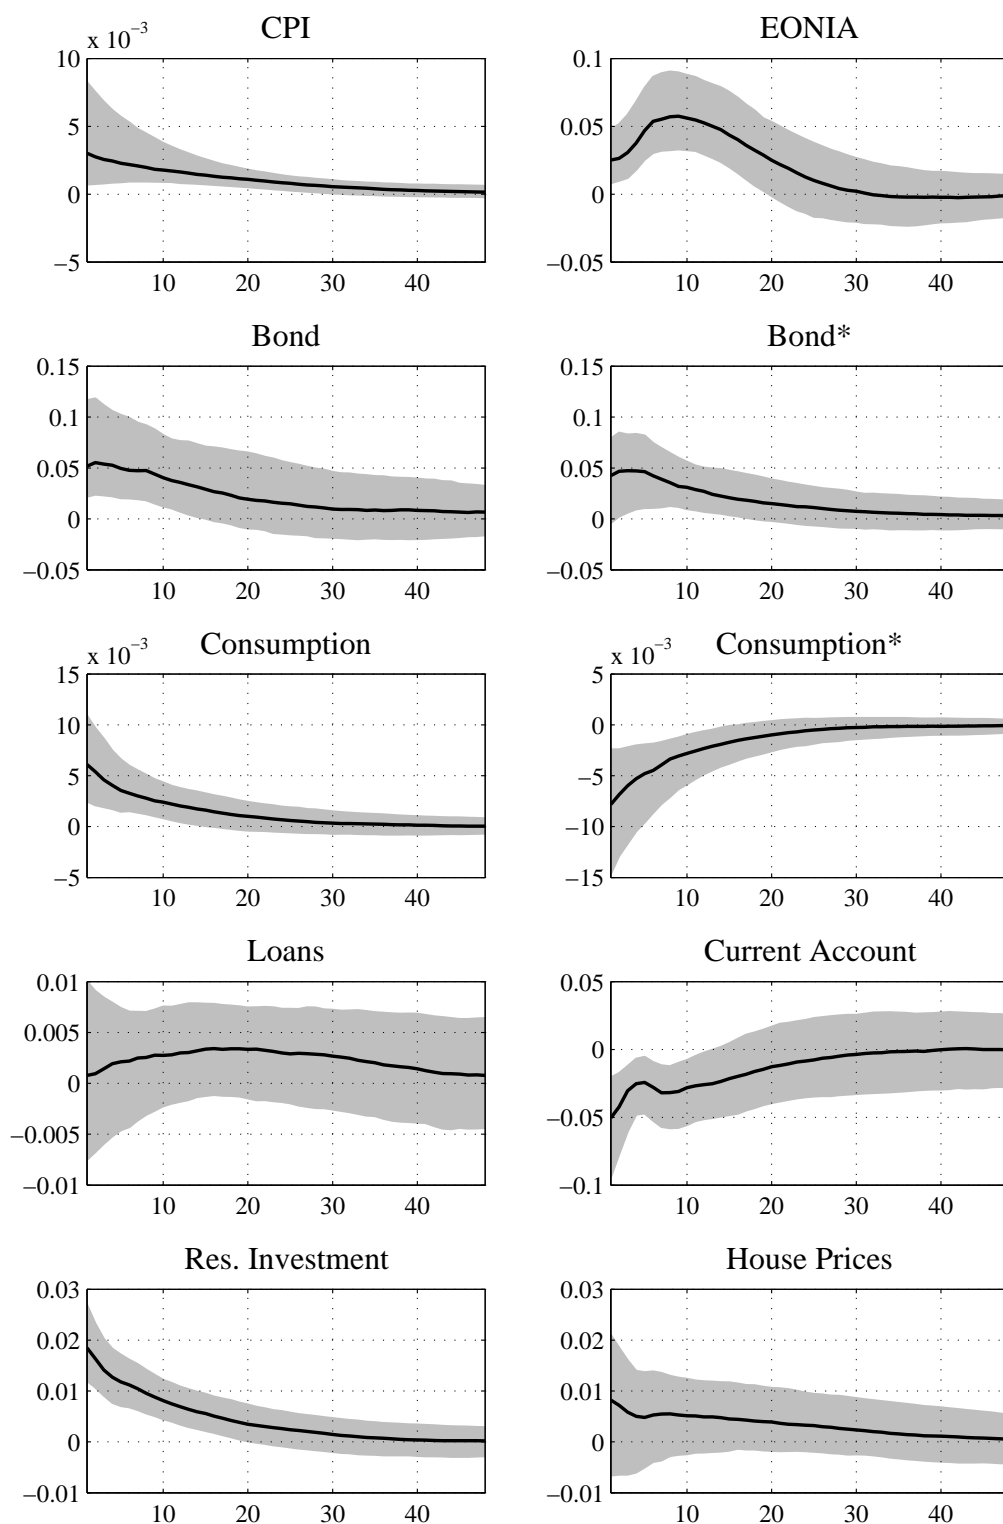 CPI
x 10−3
10
5
0
−5
10 20 30 40
EONIA
0.1
0.05
0
−0.05
10 20 30 40
Bond
0.15
0.1
0.05
0
−0.05
10 20 30 40
Bond*
0.15
0.1
0.05
0
−0.05
10 20 30 40
Consumption
x 10−3
15
10
5
0
−5
10 20 30 40
Consumption*
x 10−3
5
0
−5
−10
−15
10 20 30 40
Loans
0.01
0.005
0
−0.005
−0.01
10 20 30 40
Current Account
0.05
0
−0.05
−0.1
10 20 30 40
Res. Investment
0.03
0.02
0.01
0
−0.01
10 20 30 40
House Prices
0.03
0.02
0.01
0
−0.01
10 20 30 40